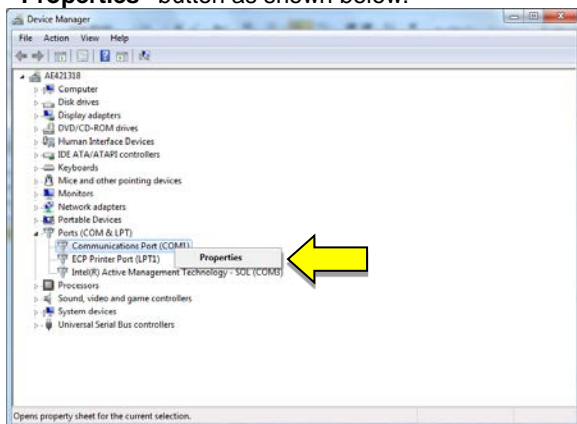 "Properties" button as shown below.
Device Manager
File Action View Help
AE421318
Computer
Disk drives
Display adapters
DVD/CD-ROM drives
Human Interface Devices
IDE ATA/ATAPI controllers
Keyboards
Mice and other pointing devices
Monitors
Network adapters
Portable Devices
Ports (COM & LPT)
Communications Port (COM1)
ECP Printer Port (LPT1)
Properties
Intel(R) Active Management Technology - SOL (COM3)
Processors
Sound, video and game controllers
System devices
Universal Serial Bus controllers
Opens property sheet for the current selection.